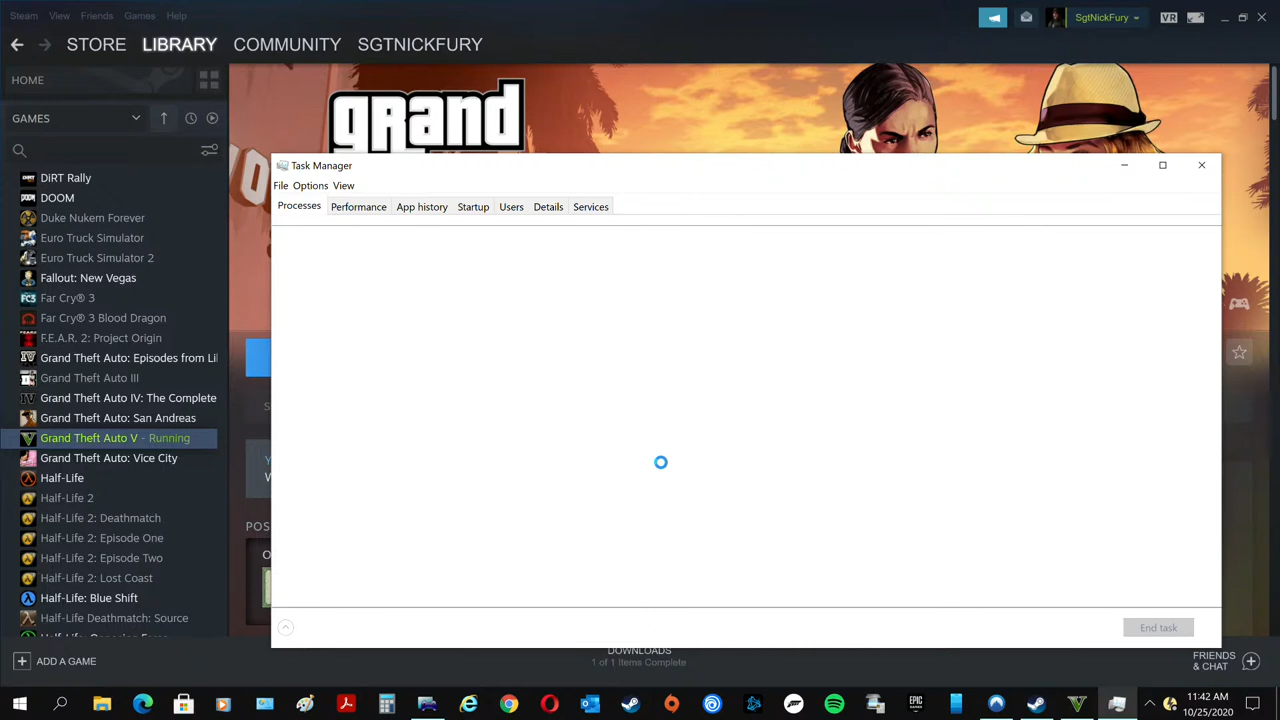 Steam View Friends Games Help
SgtNickFury
VR
STORE LIBRARY COMMUNITY SGTNICKFURY
HOME
GAMES
grand
Task Manager
File Options View
Processes Performance App history Startup Users Details Services
DIRT Rally
DOOM
Duke Nukem Forever
Euro Truck Simulator
Euro Truck Simulator 2
Fallout: New Vegas
Far Cry® 3
Far Cry® 3 Blood Dragon
F.E.A.R. 2: Project Origin
Grand Theft Auto: Episodes from Li
Grand Theft Auto III
Grand Theft Auto IV: The Complete
Grand Theft Auto: San Andreas
Grand Theft Auto V - Running
Grand Theft Auto: Vice City
Half-Life
Half-Life 2
Half-Life 2: Deathmatch
Half-Life 2: Episode One
Half-Life 2: Episode Two
Half-Life 2: Lost Coast
Half-Life: Blue Shift
Half-Life Deathmatch: Source
POS
End task
ADD A GAME
DOWNLOADS
1 of 1 Items Complete
FRIENDS
& CHAT
11:42 AM
10/25/2020